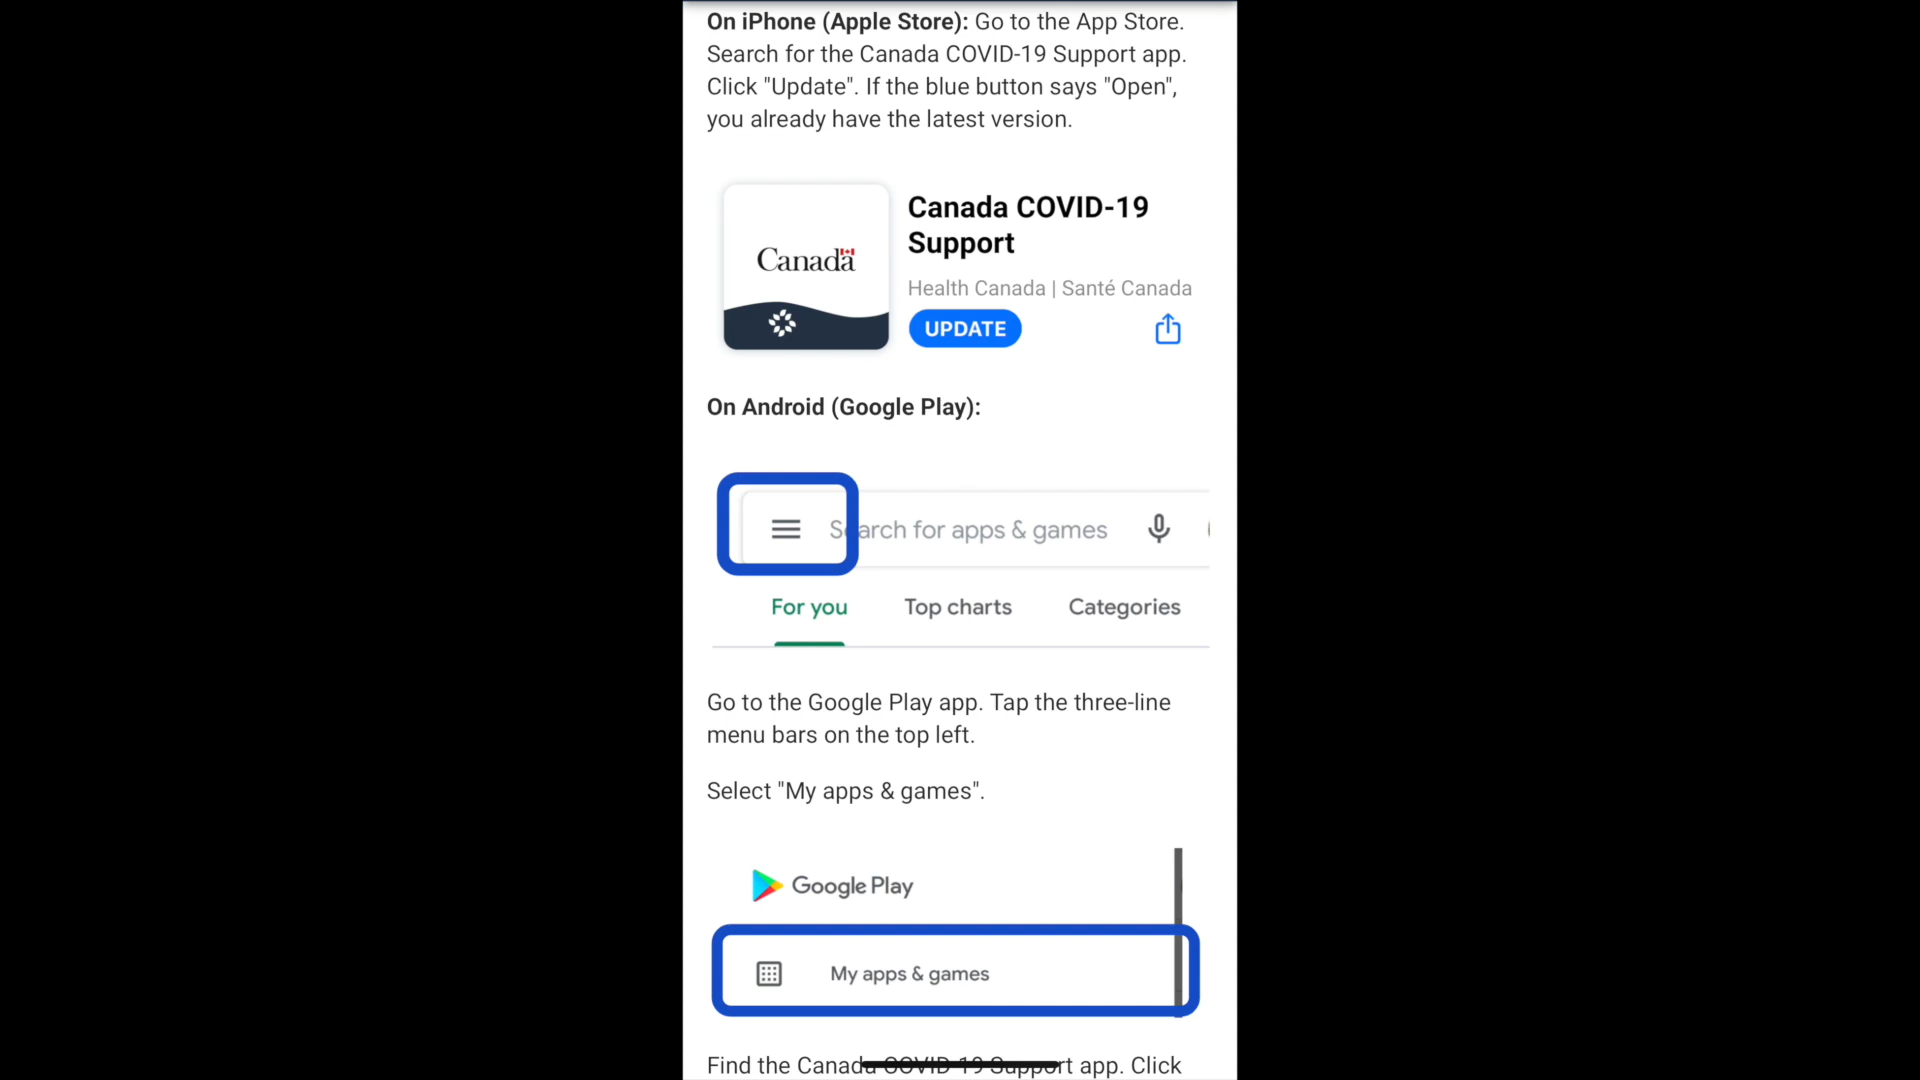 On iPhone (Apple Store): Go to the App Store.
Search for the Canada COVID-19 Support app.
Click "Update". If the blue button says "Open",
you already have the latest version.
Canada
Canada COVID-19
Support
Health Canada | Santé Canada
UPDATE
On Android (Google Play):
Search for apps & games
For you Top charts Categories
Go to the Google Play app. Tap the three-line
menu bars on the top left.
Select "My apps & games".
Google Play
My apps & games
Find the Canada COVID-19 Support app. Click